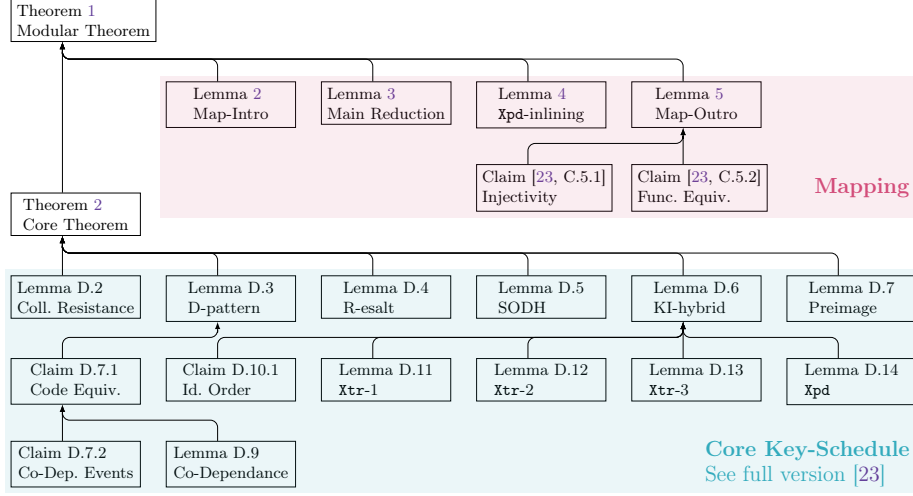 Theorem 1
Modular Theorem
Lemma 2
Map-Intro
Lemma 3
Main Reduction
Lemma 4
Xpd-inlining
Lemma 5
Map-Outro
Claim [23, C.5.1]
Injectivity
Claim [23, C.5.2]
Func. Equiv.
Mapping
Theorem 2
Core Theorem
Lemma D.2
Coll. Resistance
Lemma D.3
D-pattern
Lemma D.4
R-esalt
Lemma D.5
SODH
Lemma D.6
KI-hybrid
Lemma D.7
Preimage
Claim D.7.1
Code Equiv.
Claim D.10.1
Id. Order
Lemma D.11
Xtr-1
Lemma D.12
Xtr-2
Lemma D.13
Xtr-3
Lemma D.14
Xpd
Claim D.7.2
Co-Dep. Events
Lemma D.9
Co-Dependance
Core Key-Schedule
See full version [23]